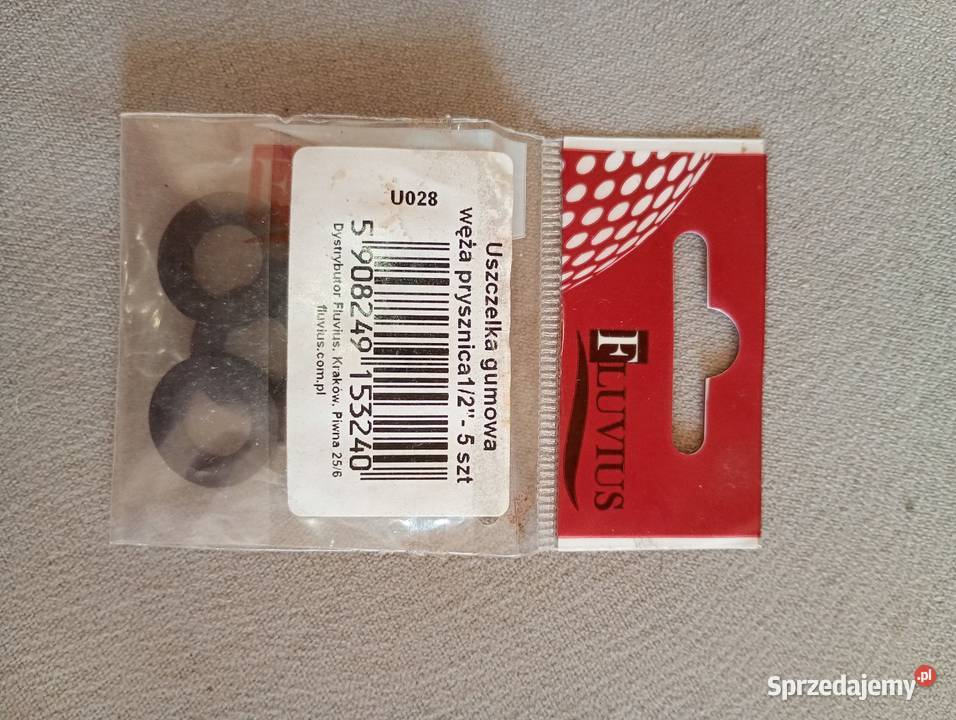 FLUVIUS
Uszczelka gumowa
węża prysznica1/2"- 5 szt
U028
5 908249 153240
Dystrybutor Fluvius. Kraków. Piwna 25/6
fluvius.com.pl
Sprzedajemy.pl